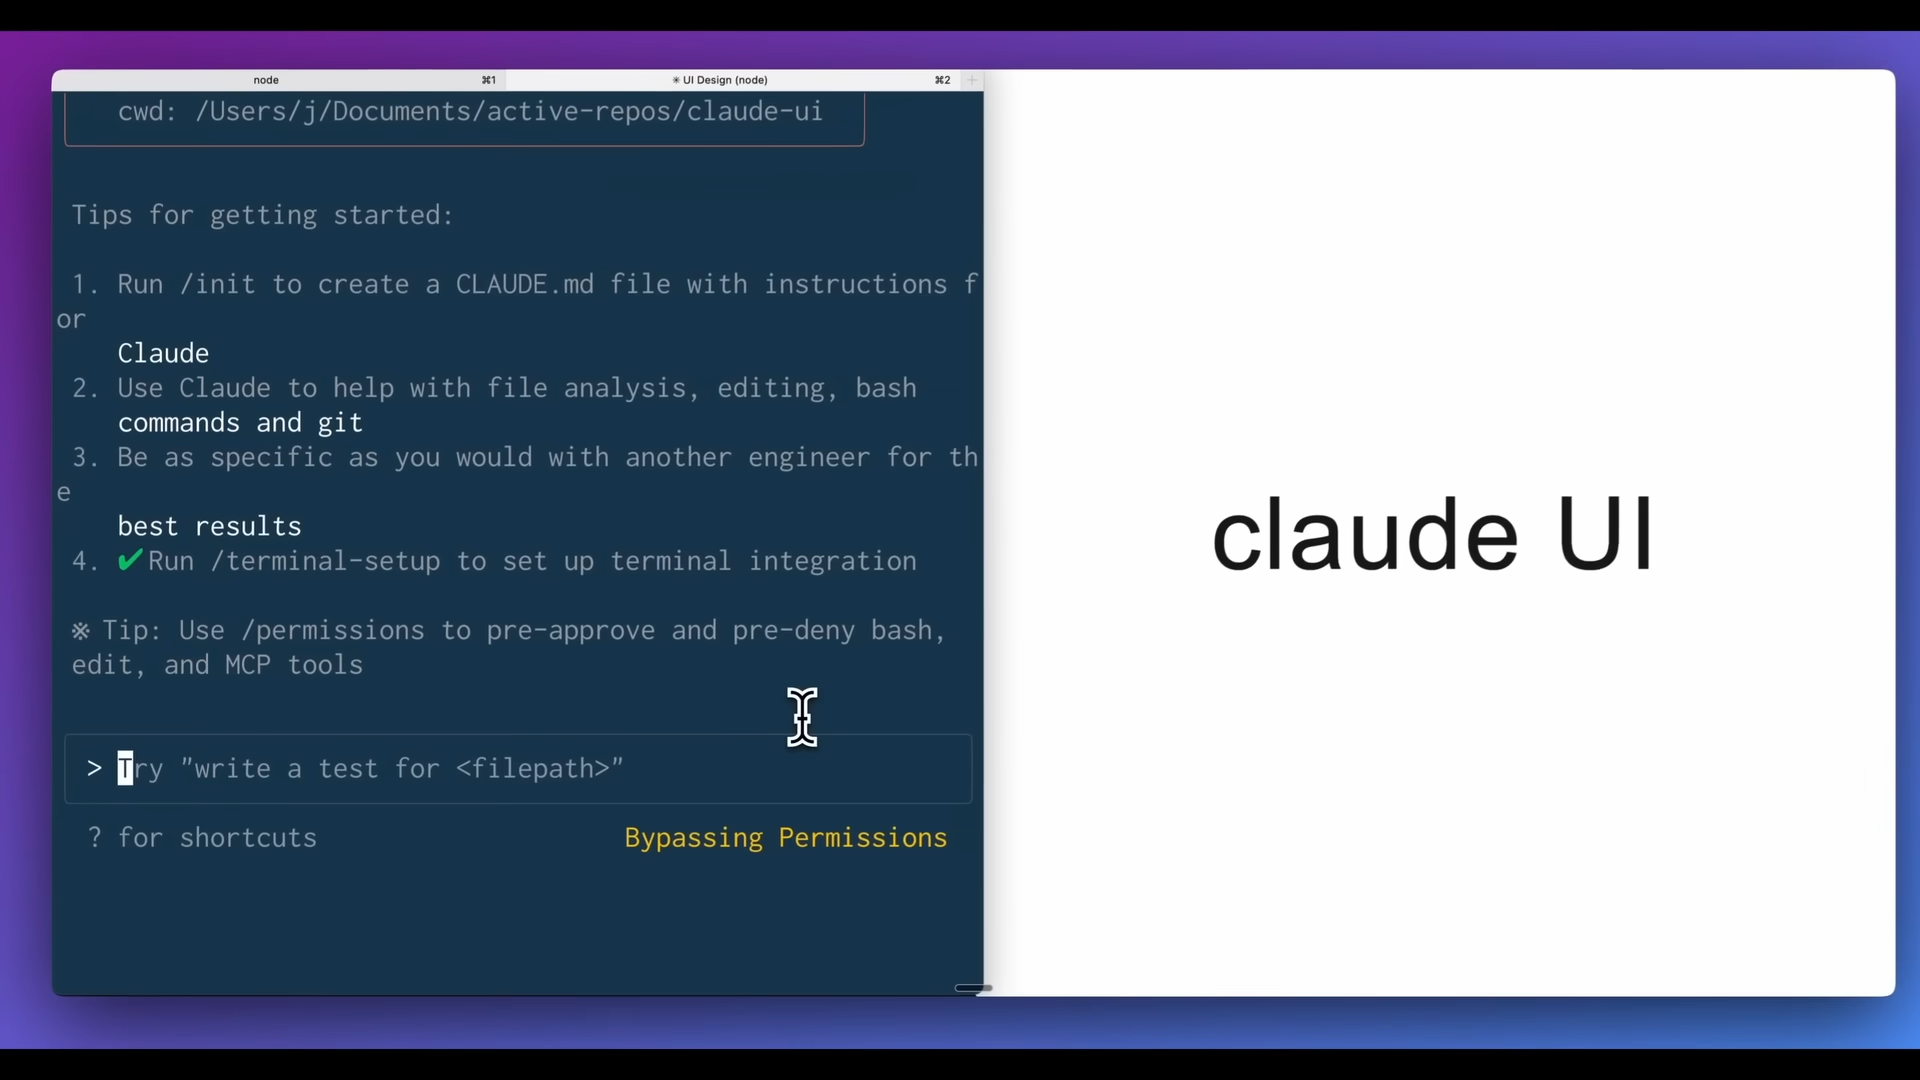 node ⌘1 ✳ UI Design (node) ⌘2 +
cwd: /Users/j/Documents/active-repos/claude-ui
Tips for getting started:
1. Run /init to create a CLAUDE.md file with instructions f
or
Claude
2. Use Claude to help with file analysis, editing, bash
commands and git
3. Be as specific as you would with another engineer for th
e
best results
4. ✔Run /terminal-setup to set up terminal integration
※ Tip: Use /permissions to pre-approve and pre-deny bash,
edit, and MCP tools
> Try "write a test for <filepath>"
? for shortcuts Bypassing Permissions
claude UI